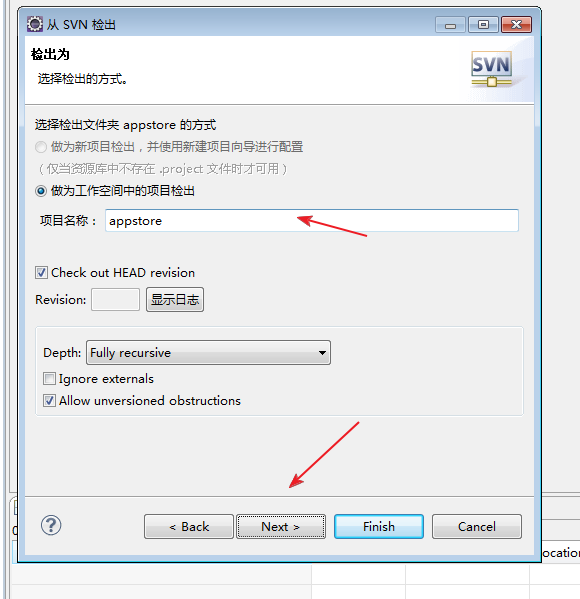 从 SVN 检出
检出为
选择检出的方式。
SVN
选择检出文件夹 appstore 的方式
做为新项目检出，并使用新建项目向导进行配置
（仅当资源库中不存在 .project 文件时才可用）
做为工作空间中的项目检出
项目名称： appstore
Check out HEAD revision
Revision: 显示日志
Depth: Fully recursive
Ignore externals
Allow unversioned obstructions
? < Back Next > Finish Cancel
ocation